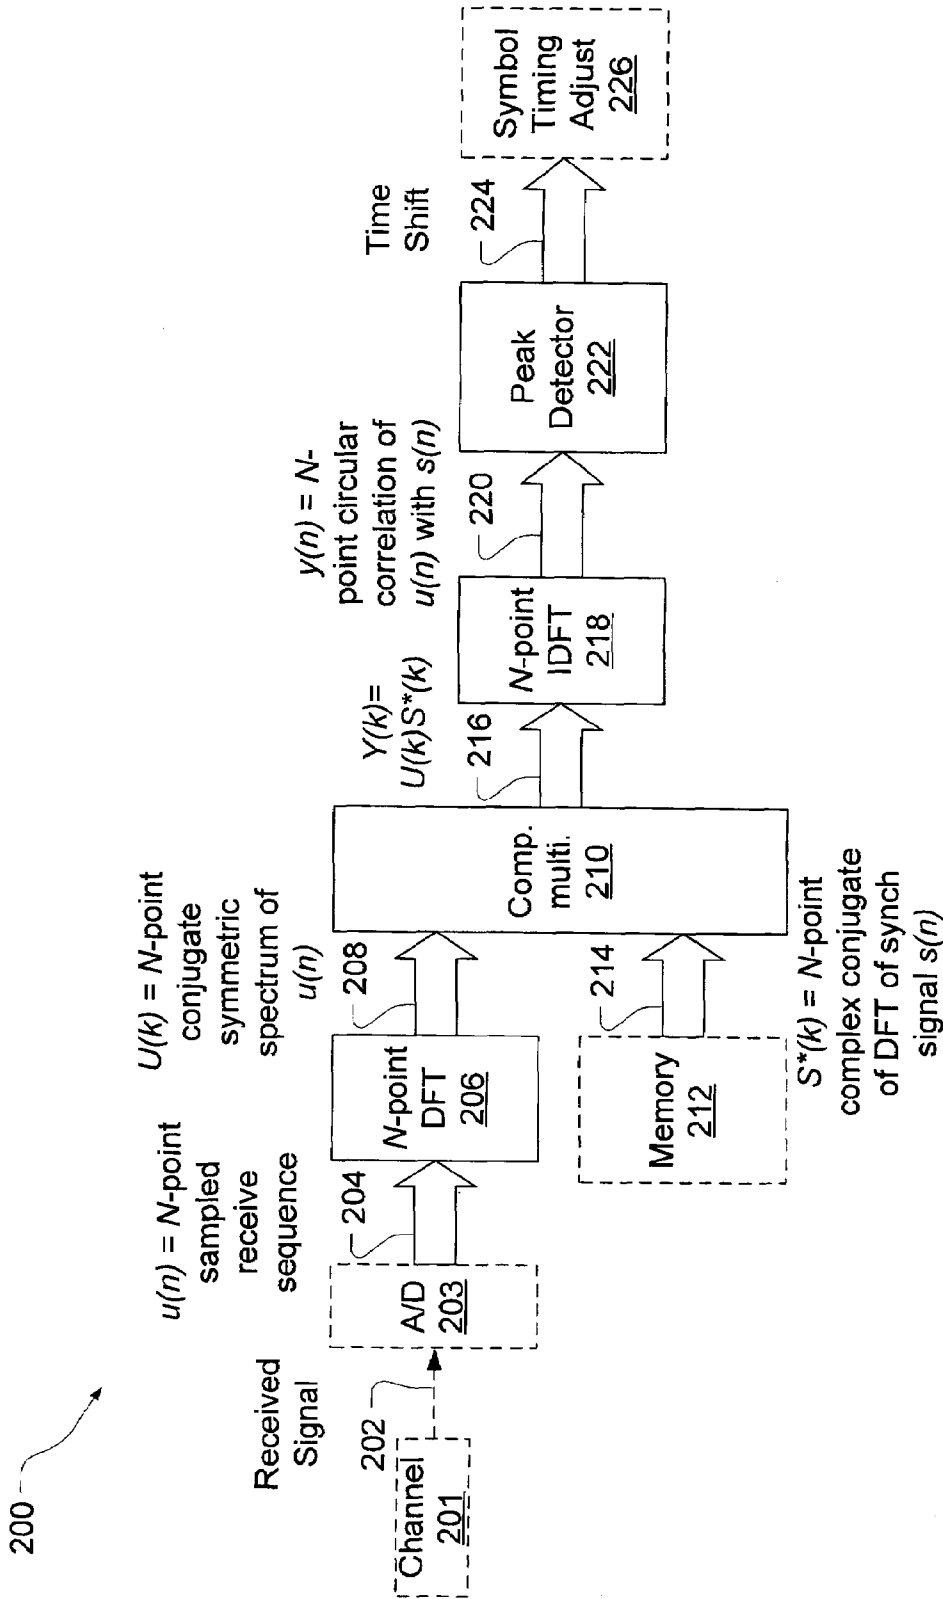 200
Channel
201
Received
Signal
202
A/D
203
u(n) = N-point
sampled
receive
sequence
204
N-point
DFT
206
U(k) = N-point
conjugate
symmetric
spectrum of
u(n)
208
Memory
212
214
S*(k) = N-point
complex conjugate
of DFT of synch
signal s(n)
Comp.
multi.
210
Y(k)=
U(k)S*(k)
216
N-point
IDFT
218
y(n) = N-
point circular
correlation of
u(n) with s(n)
220
Peak
Detector
222
Time
Shift
224
Symbol
Timing
Adjust
226